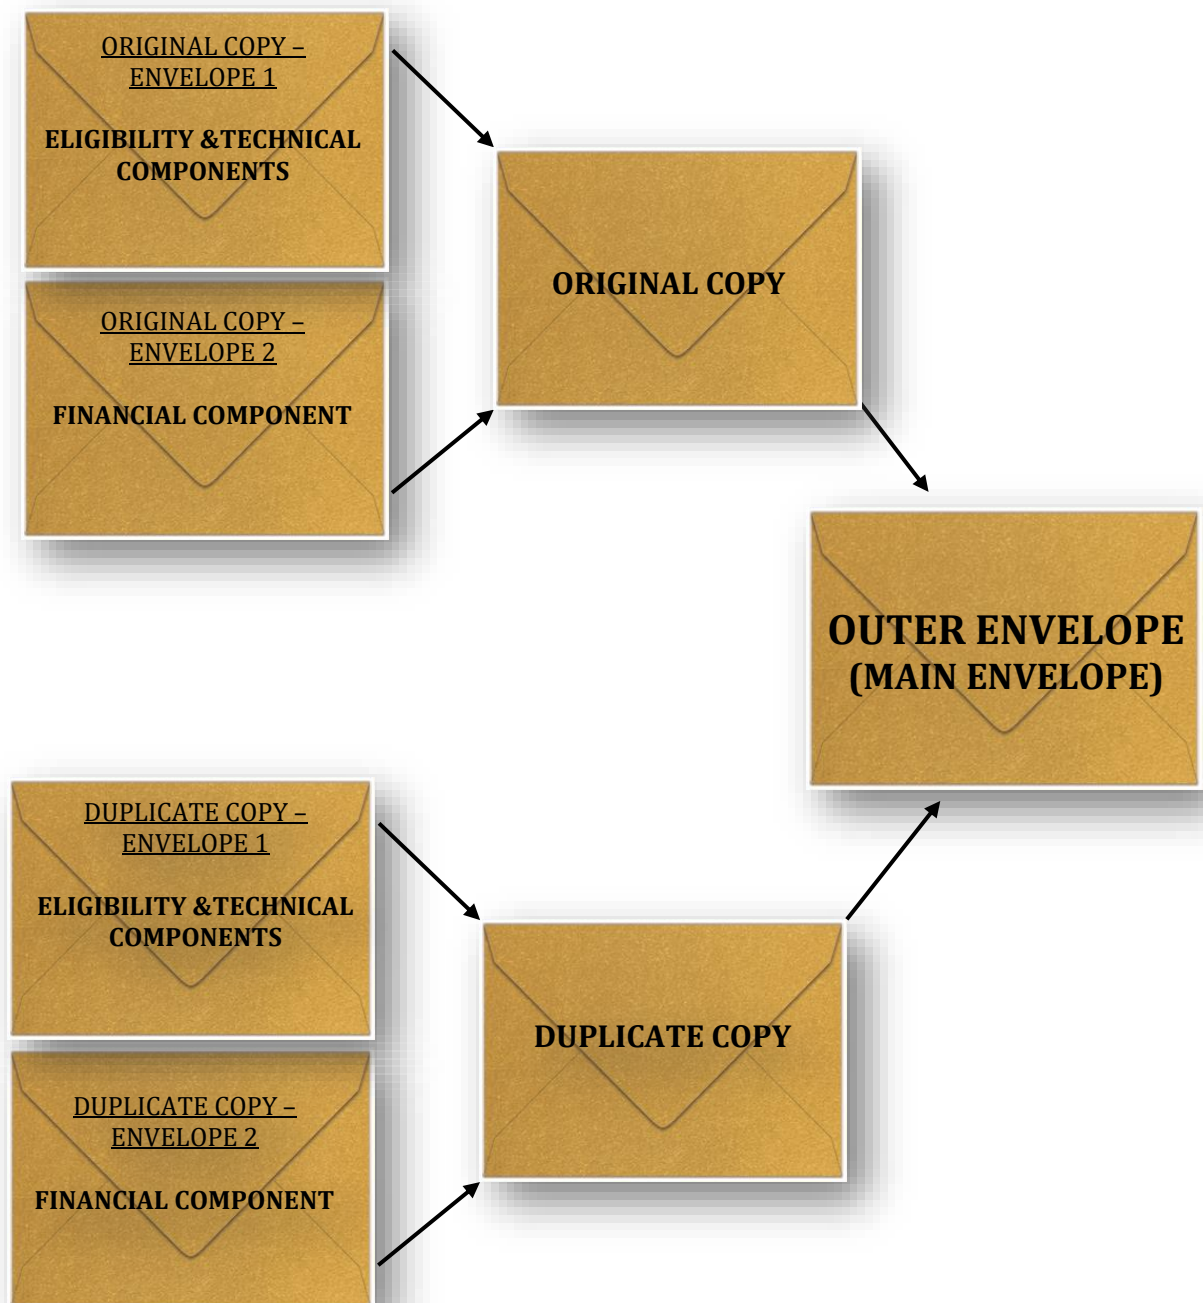 ORIGINAL COPY –
ENVELOPE 1
ELIGIBILITY &TECHNICAL
COMPONENTS
ORIGINAL COPY –
ENVELOPE 2
FINANCIAL COMPONENT
ORIGINAL COPY
OUTER ENVELOPE
(MAIN ENVELOPE)
DUPLICATE COPY –
ENVELOPE 1
ELIGIBILITY &TECHNICAL
COMPONENTS
DUPLICATE COPY –
ENVELOPE 2
FINANCIAL COMPONENT
DUPLICATE COPY